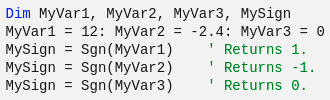 Dim MyVar1, MyVar2, MyVar3, MySign
MyVar1 = 12: MyVar2 = -2.4: MyVar3 = 0
MySign = Sgn(MyVar1)    ' Returns 1.
MySign = Sgn(MyVar2)    ' Returns -1.
MySign = Sgn(MyVar3)    ' Returns 0.